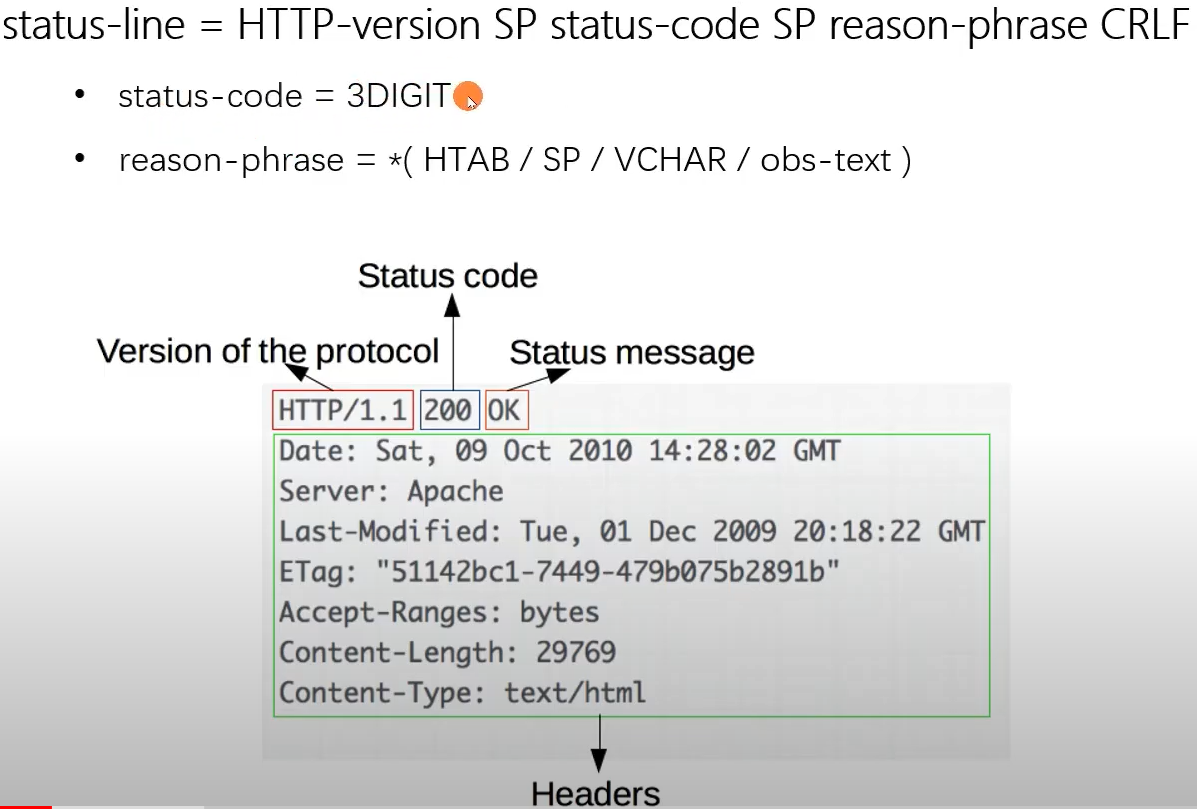 status-line = HTTP-version SP status-code SP reason-phrase CRLF
• status-code = 3DIGIT
• reason-phrase = *( HTAB / SP / VCHAR / obs-text )
Status code
Version of the protocol
Status message
HTTP/1.1 200 OK
Date: Sat, 09 Oct 2010 14:28:02 GMT
Server: Apache
Last-Modified: Tue, 01 Dec 2009 20:18:22 GMT
ETag: "51142bc1-7449-479b075b2891b"
Accept-Ranges: bytes
Content-Length: 29769
Content-Type: text/html
Headers